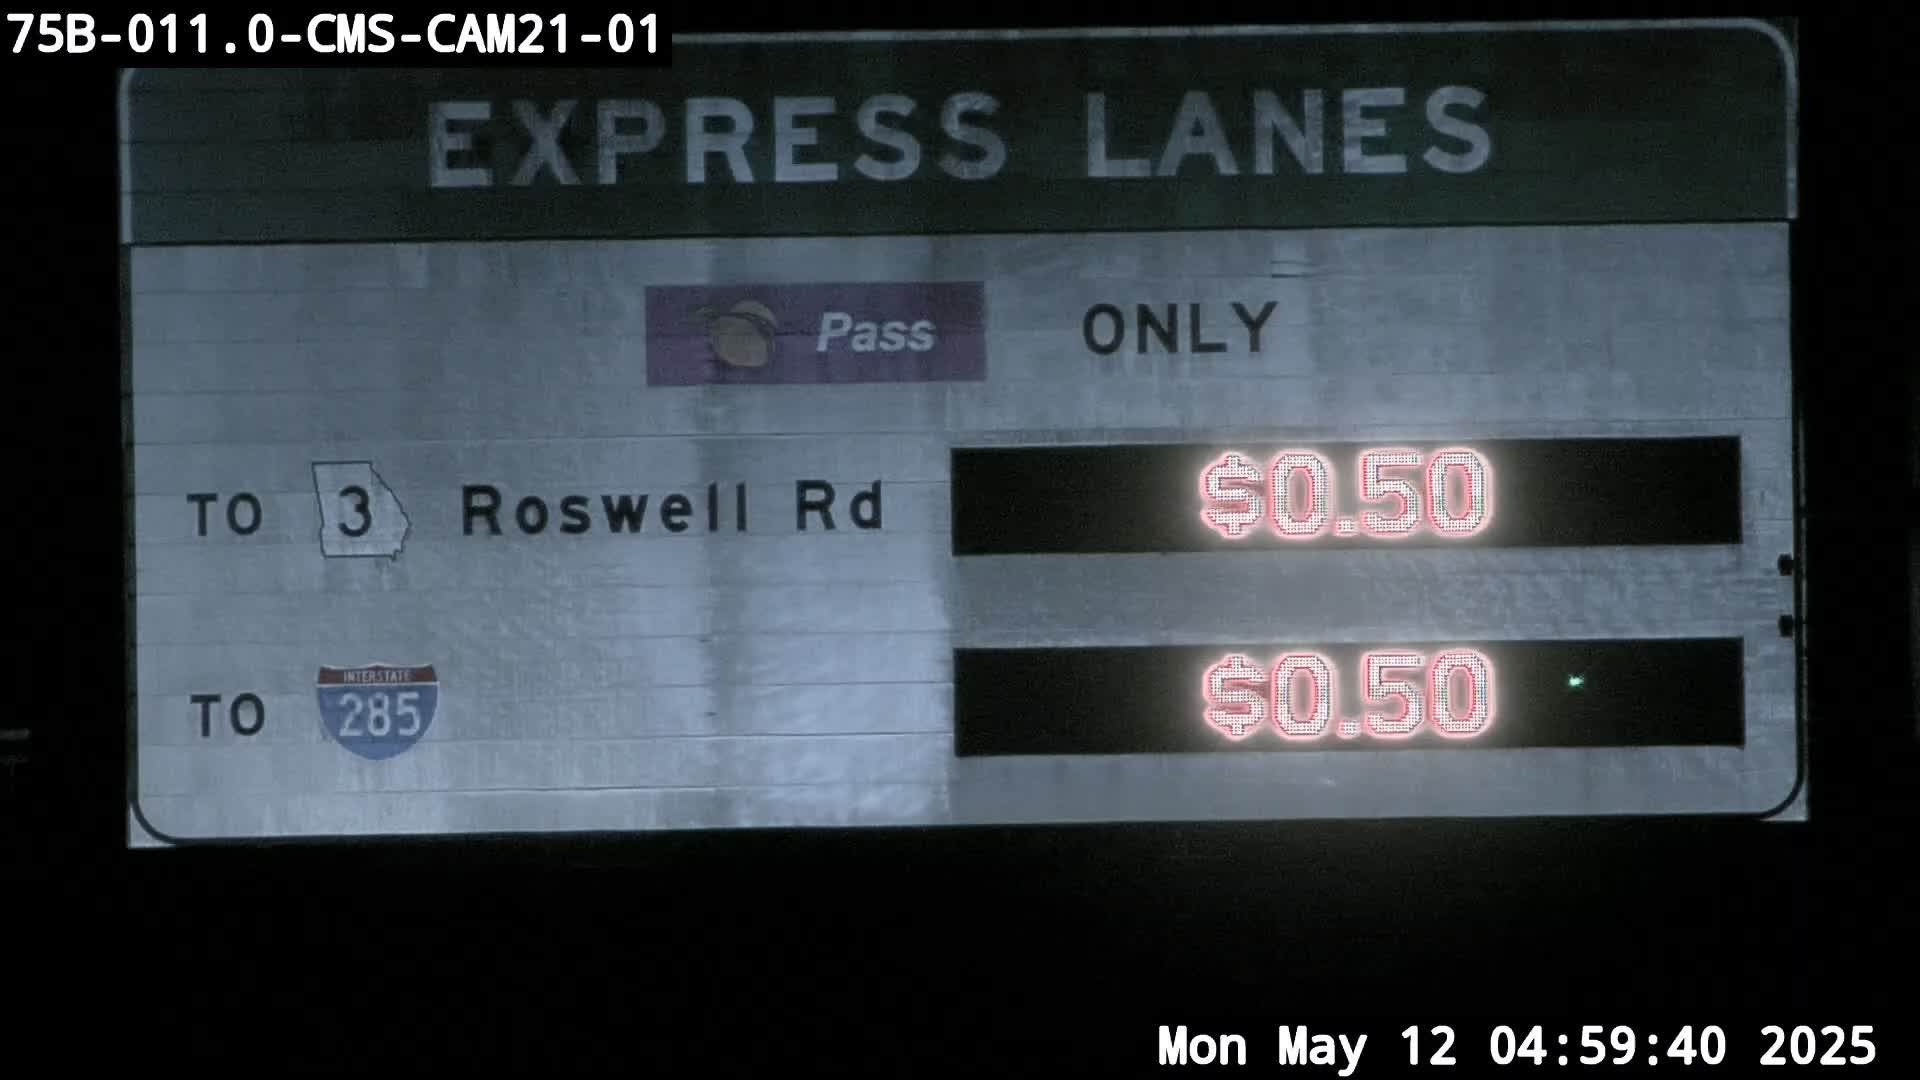 75B-011.0-CMS-CAM21-01
EXPRESS LANES
Pass ONLY
TO 3 Roswell Rd $0.50
INTERSTATE
TO 285 $0.50
Mon May 12 04:59:40 2025